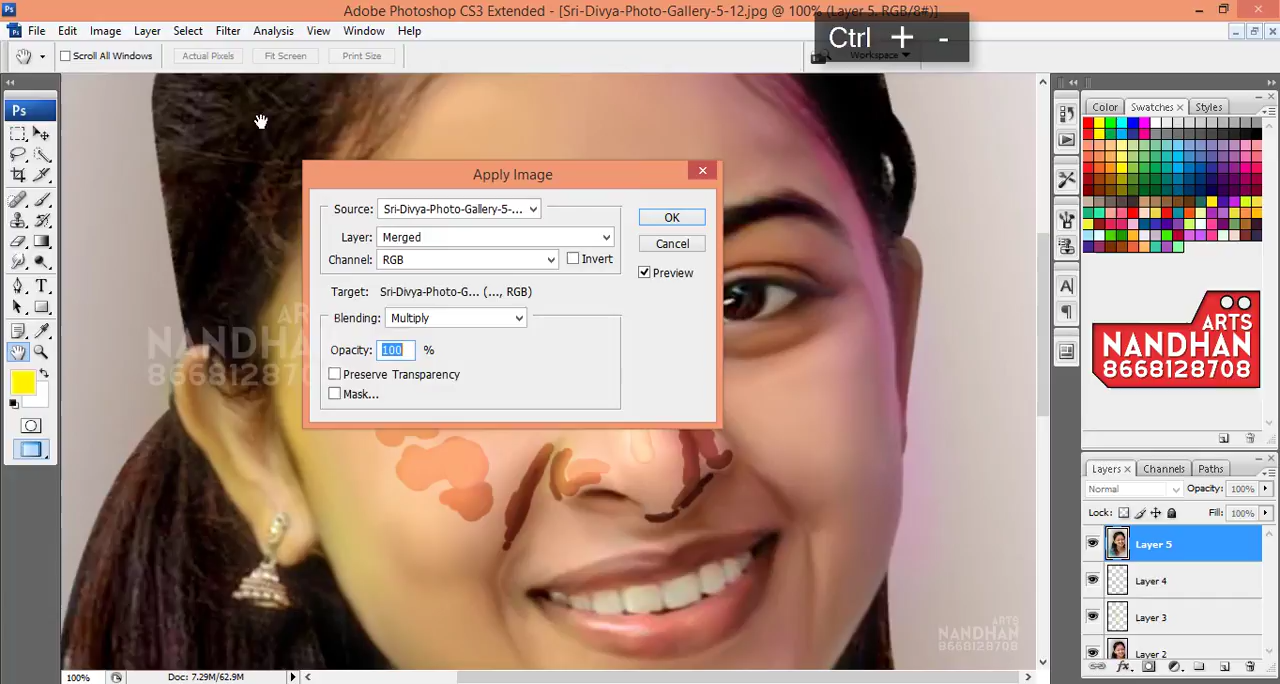 Adobe Photoshop CS3 Extended - [Sri-Divya-Photo-Gallery-5-12.jpg @ 100% (Layer 5, RGB/8#)]
Ctrl + -
File Edit Image Layer Select Filter Analysis View Window Help
Scroll All Windows Actual Pixels Fit Screen Print Size Workspace
Ps
Color Swatches × Styles
Apply Image
Source: Sri-Divya-Photo-Gallery-5-... OK
Layer: Merged Cancel
Channel: RGB Invert Preview
Target: Sri-Divya-Photo-G... (..., RGB)
Blending: Multiply
Opacity: 100 %
Preserve Transparency
Mask...
AR
NANDHA
86681287
ARTS
NANDHAN
8668128708
ARTS
NANDHAN
8668128708
Layers × Channels Paths
Normal Opacity: 100%
Lock: Fill: 100%
Layer 5
Layer 4
Layer 3
Layer 2
100% Doc: 7.29M/62.9M